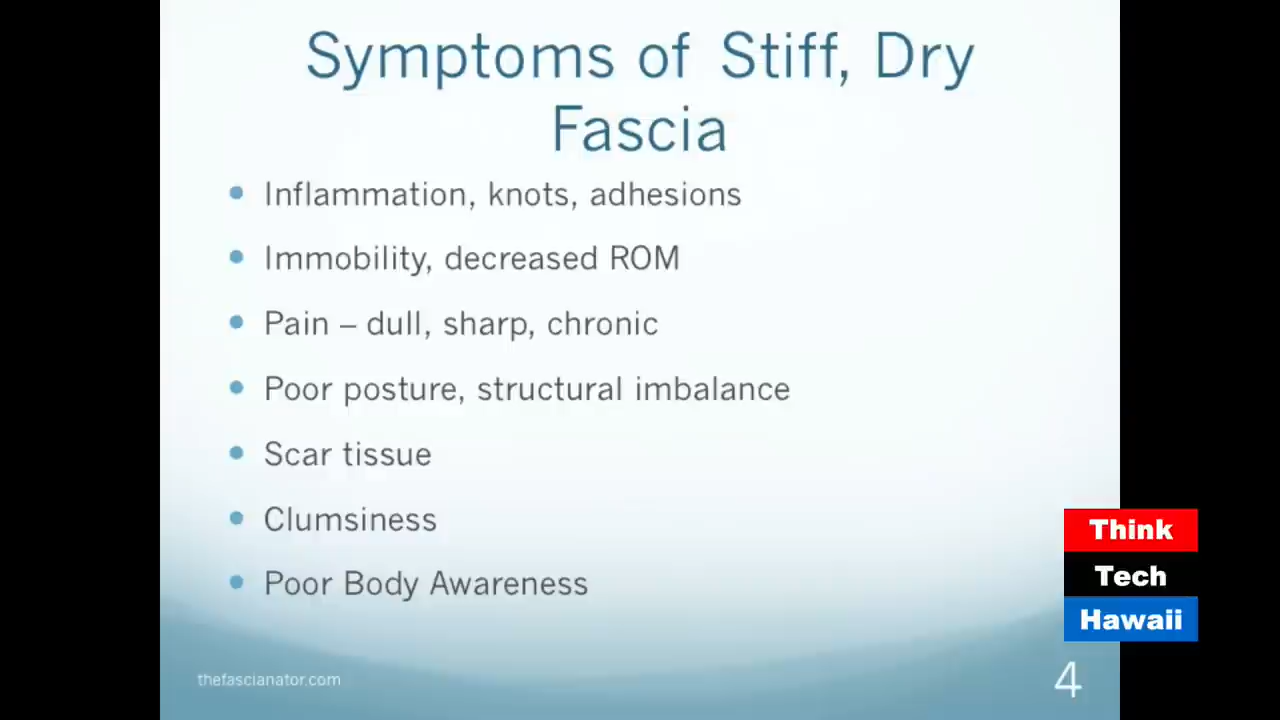 Symptoms of Stiff, Dry
Fascia
• Inflammation, knots, adhesions
• Immobility, decreased ROM
• Pain – dull, sharp, chronic
• Poor posture, structural imbalance
• Scar tissue
• Clumsiness
• Poor Body Awareness
Think
Tech
Hawaii
thefascianator.com
4